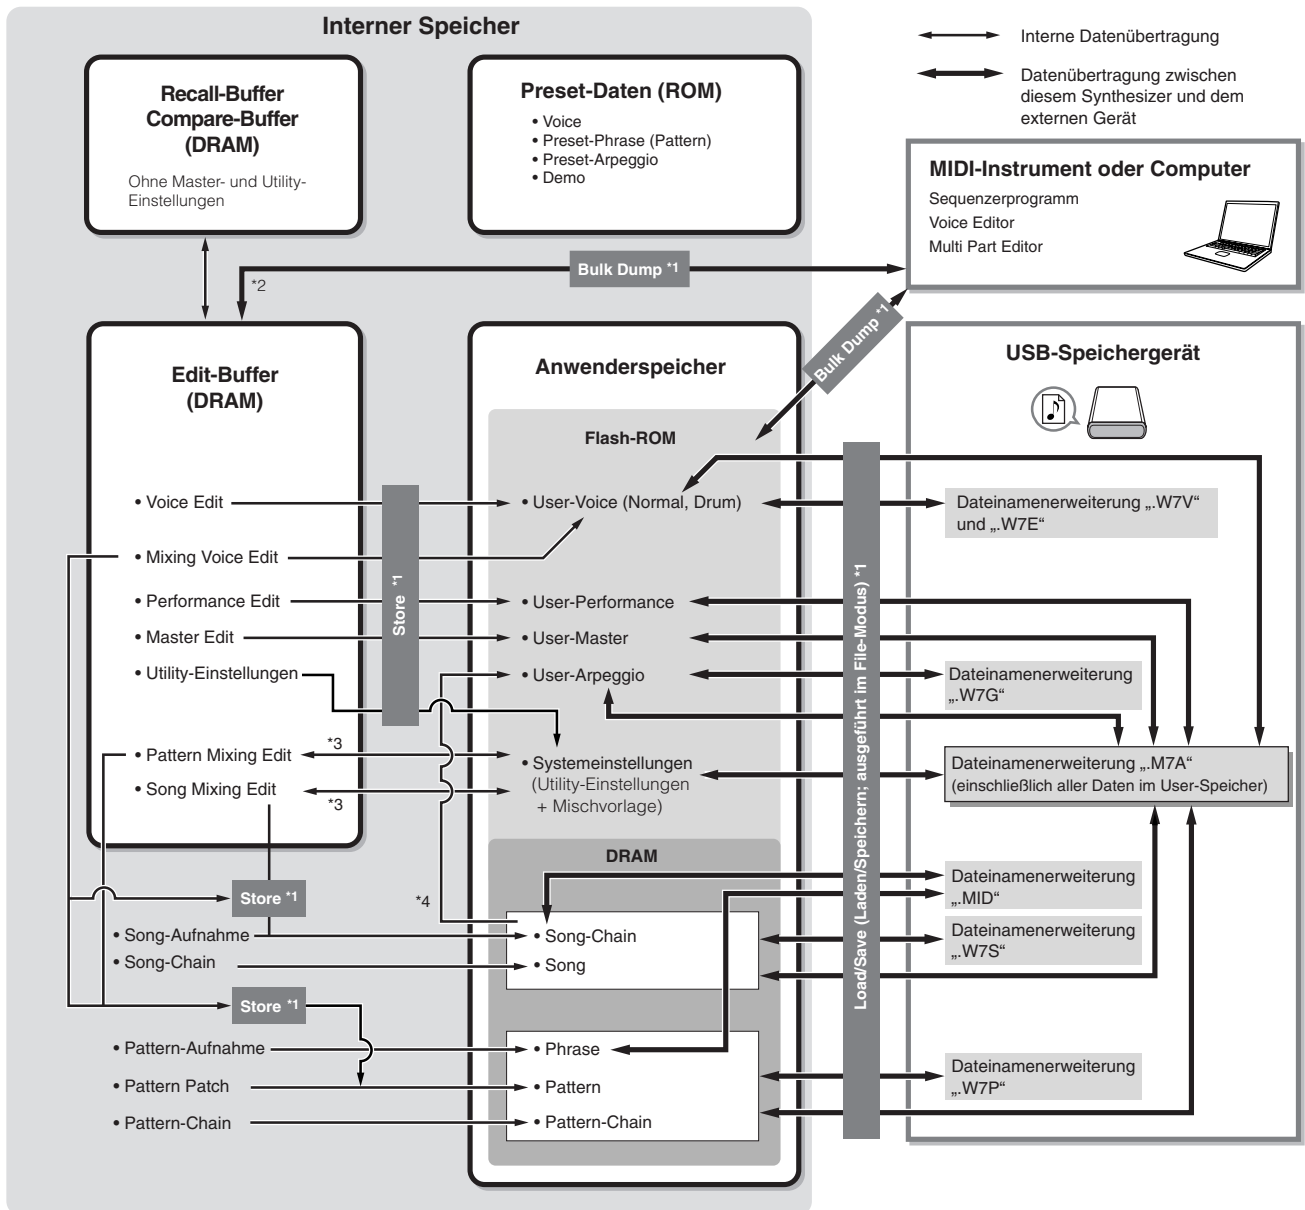 Interner Speicher
Recall-Buffer
Compare-Buffer
(DRAM)
Ohne Master- und Utility-
Einstellungen
Preset-Daten (ROM)
• Voice
• Preset-Phrase (Pattern)
• Preset-Arpeggio
• Demo
Interne Datenübertragung
Datenübertragung zwischen
diesem Synthesizer und dem
externen Gerät
MIDI-Instrument oder Computer
Sequenzerprogramm
Voice Editor
Multi Part Editor
Bulk Dump *1
*2
Bulk Dump *1
Edit-Buffer
(DRAM)
• Voice Edit
• Mixing Voice Edit
• Performance Edit
• Master Edit
• Utility-Einstellungen
• Pattern Mixing Edit
• Song Mixing Edit
Store *1
*3
*3
Store *1
*4
• Song-Aufnahme
• Song-Chain
Store *1
• Pattern-Aufnahme
• Pattern Patch
• Pattern-Chain
Anwenderspeicher
Flash-ROM
• User-Voice (Normal, Drum)
• User-Performance
• User-Master
• User-Arpeggio
• Systemeinstellungen
(Utility-Einstellungen
+ Mischvorlage)
DRAM
• Song-Chain
• Song
• Phrase
• Pattern
• Pattern-Chain
Load/Save (Laden/Speichern; ausgeführt im File-Modus) *1
USB-Speichergerät
Dateinamenerweiterung „.W7V“
und „.W7E“
Dateinamenerweiterung
„.W7G“
Dateinamenerweiterung „.M7A“
(einschließlich aller Daten im User-Speicher)
Dateinamenerweiterung
„.MID“
Dateinamenerweiterung
„.W7S“
Dateinamenerweiterung
„.W7P“